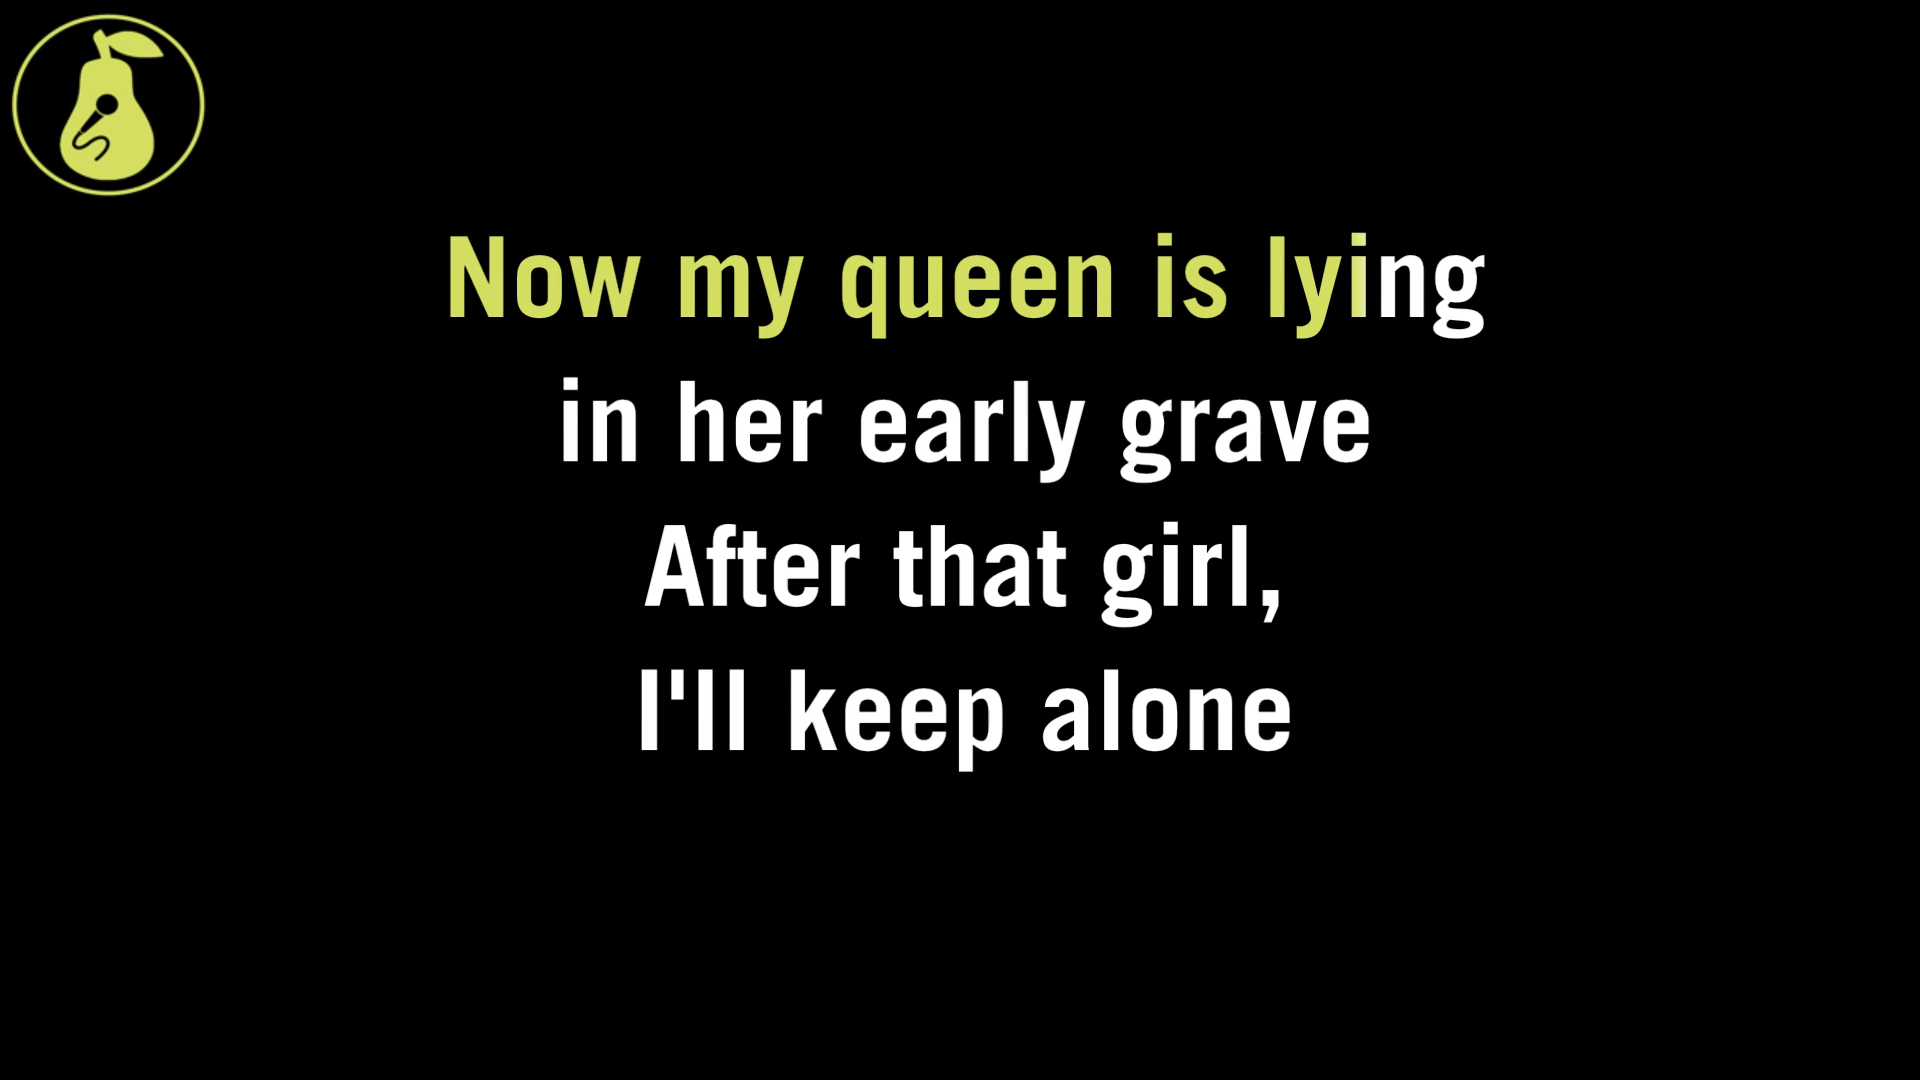 Now my queen is lying
in her early grave
After that girl,
I'll keep alone